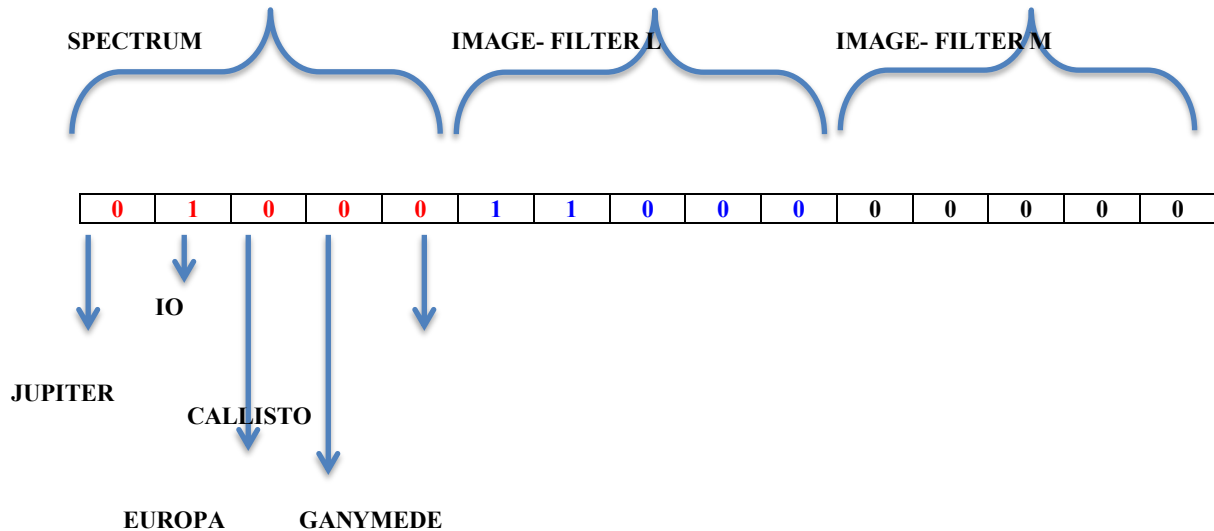 SPECTRUM IMAGE- FILTER L IMAGE- FILTER M
0 1 0 0 0 1 1 0 0 0 0 0 0 0 0
IO
JUPITER
CALLISTO
EUROPA GANYMEDE